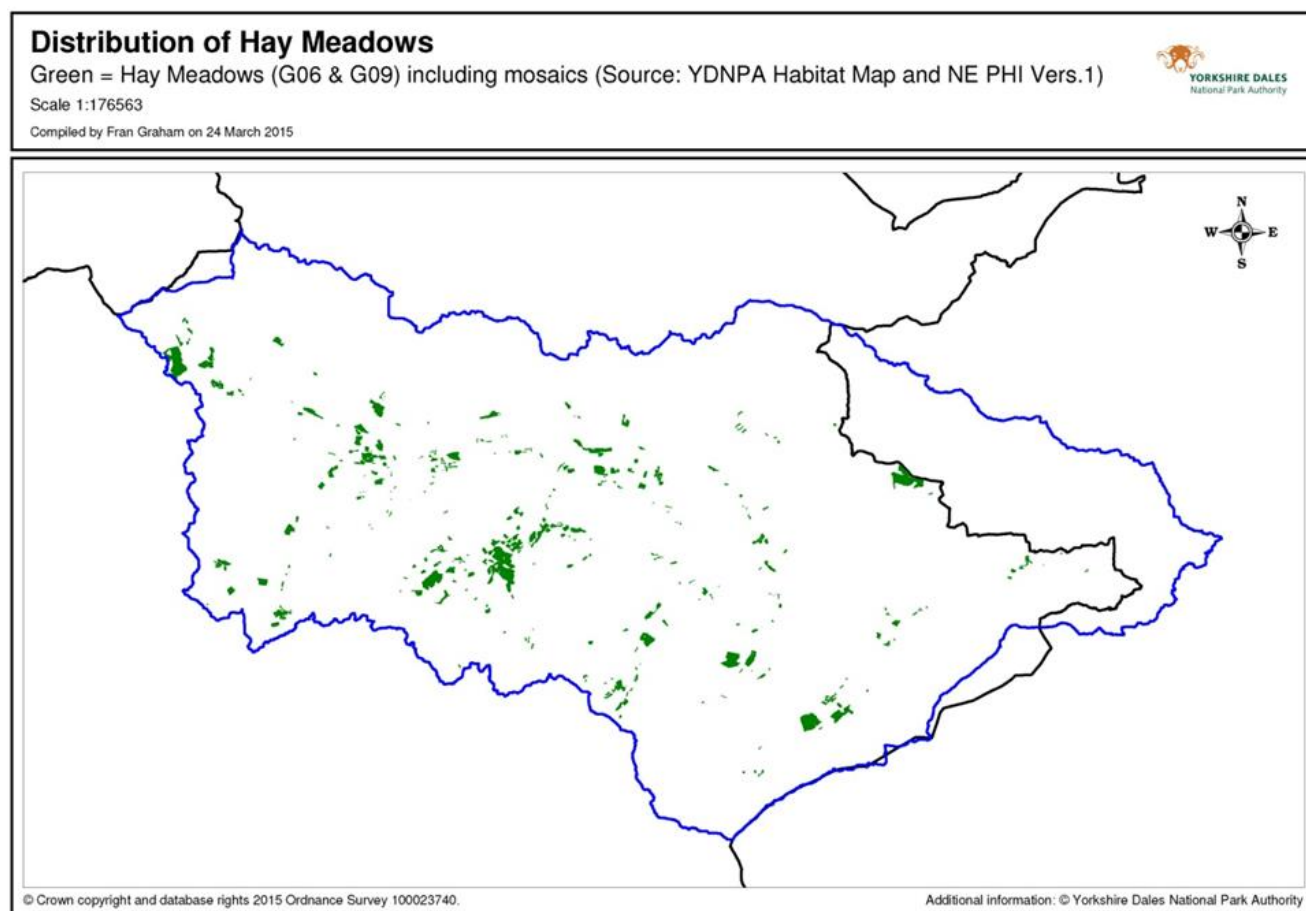 Distribution of Hay Meadows
Green = Hay Meadows (G06 & G09) including mosaics (Source: YDNPA Habitat Map and NE PHI Vers.1)
Scale 1:176563
Compiled by Fran Graham on 24 March 2015
YORKSHIRE DALES
National Park Authority
N
W E
S
© Crown copyright and database rights 2015 Ordnance Survey 100023740.
Additional information: © Yorkshire Dales National Park Authority